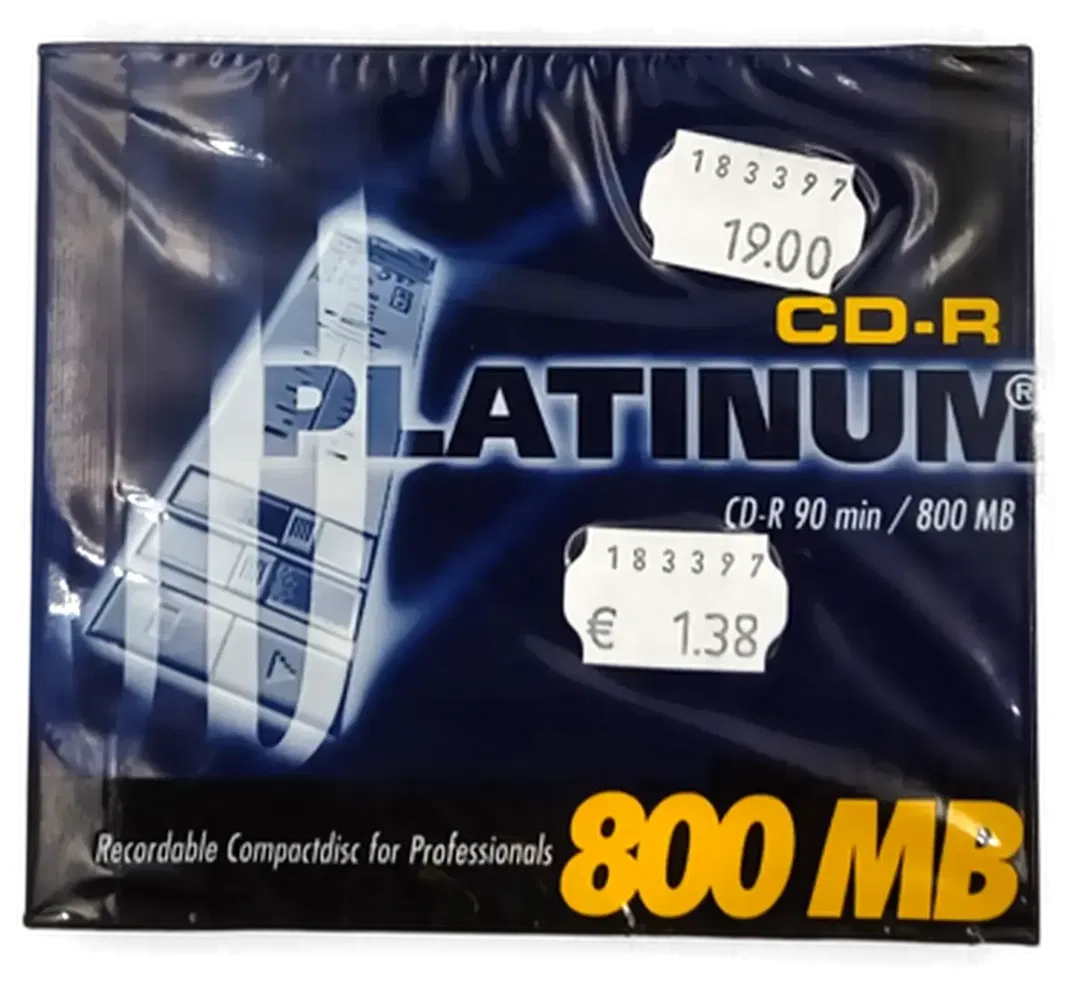 183397
19.00
CD-R
PLATINUM®
CD-R 90 min / 800 MB
183397
€ 1.38
Recordable Compactdisc for Professionals
800 MB